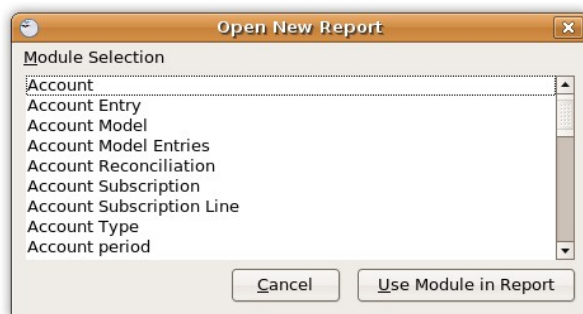 Open New Report
Module Selection
Account
Account Entry
Account Model
Account Model Entries
Account Reconciliation
Account Subscription
Account Subscription Line
Account Type
Account period
Cancel Use Module in Report